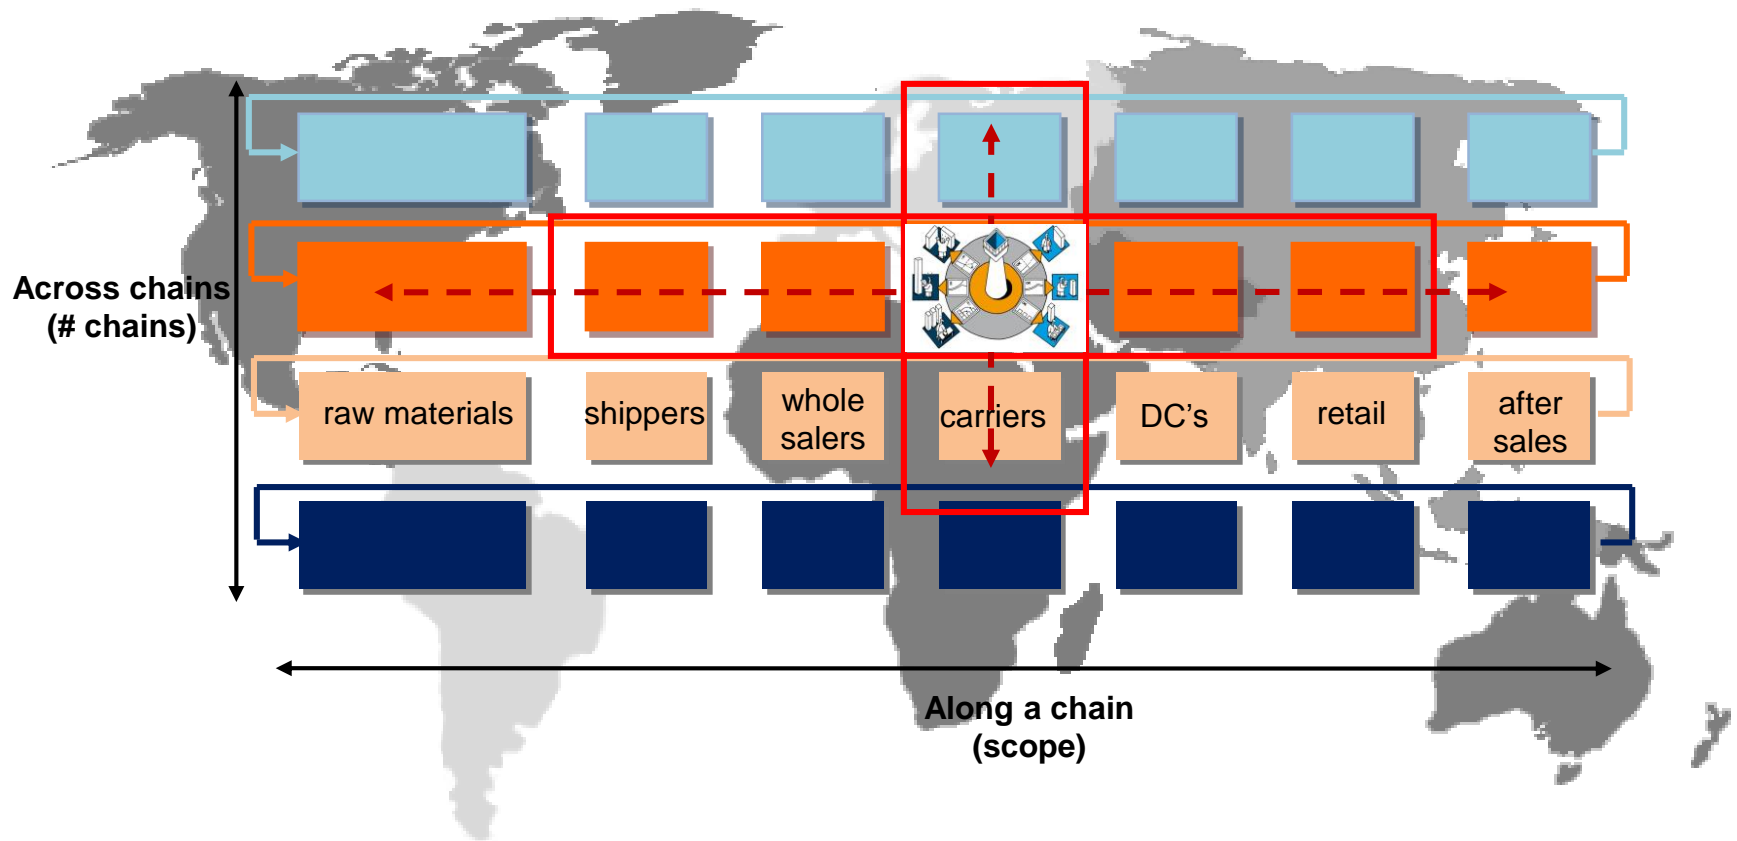 Across chains
(# chains)
raw materials
shippers
whole
salers
carriers
DC's
retail
after
sales
Along a chain
(scope)